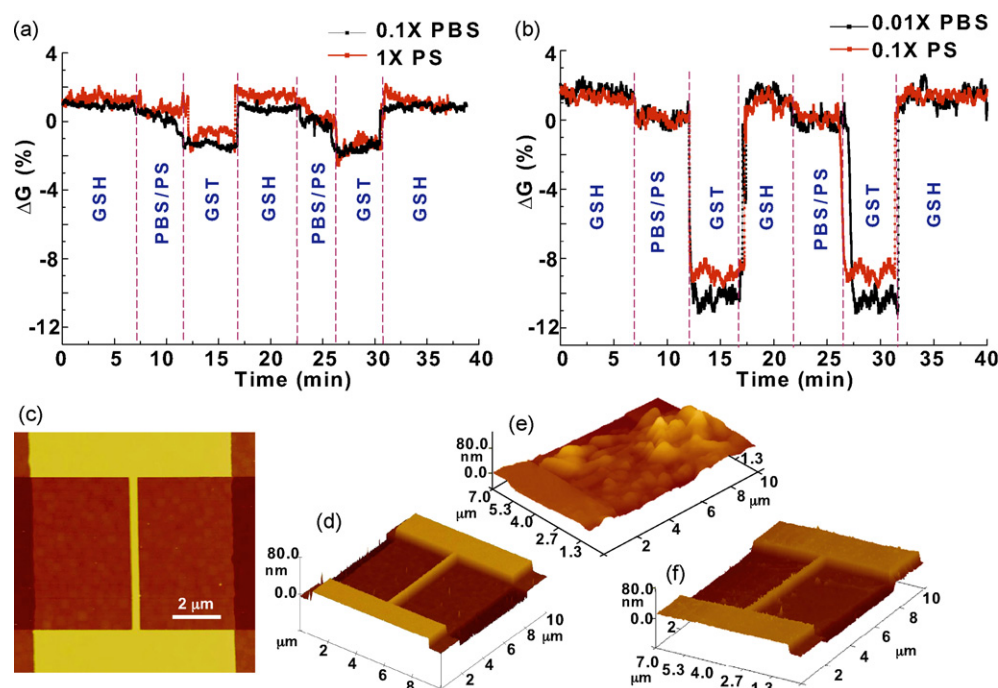 (a)
0.1X PBS
1X PS
ΔG (%)
4
0
-4
-8
-12
GSH
PBS/PS
GST
GSH
PBS/PS
GST
GSH
0 5 10 15 20 25 30 35 40
Time (min)
(b)
0.01X PBS
0.1X PS
ΔG (%)
4
0
-4
-8
-12
GSH
PBS/PS
GST
GSH
PBS/PS
GST
GSH
0 5 10 15 20 25 30 35 40
Time (min)
(c)
2 μm
(d)
80.0
nm
0.0
μm
2 4 6 8
μm
2 4 6 8 10
(e)
80.0
nm
0.0
7.0 5.3 4.0 2.7 1.3
μm
2 4 6 8 10
μm
1.3
(f)
80.0
nm
0.0
2
7.0 5.3 4.0 2.7 1.3
μm
2 4 6 8 10
μm